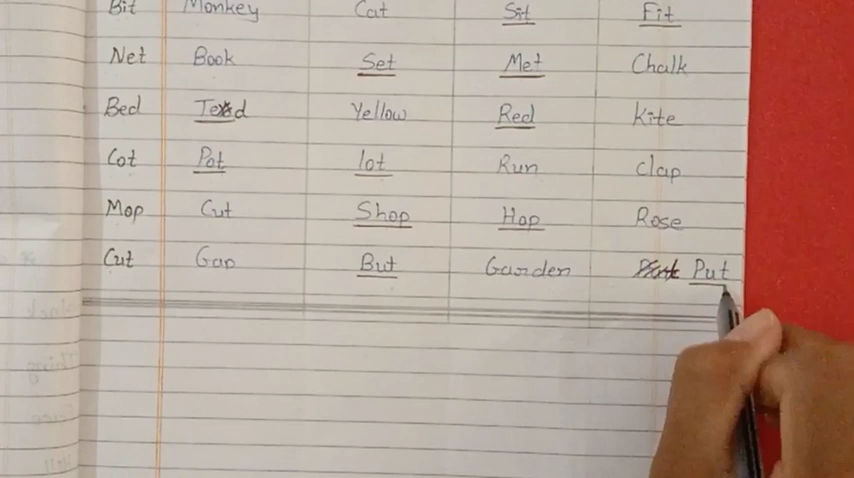 Bit Monkey Cat Sit Fit
Net Book Set Met Chalk
Bed Ted Yellow Red Kite
Cot Pot lot Run clap
Mop Cut Shop Hop Rose
Cut Gap But Garden Put